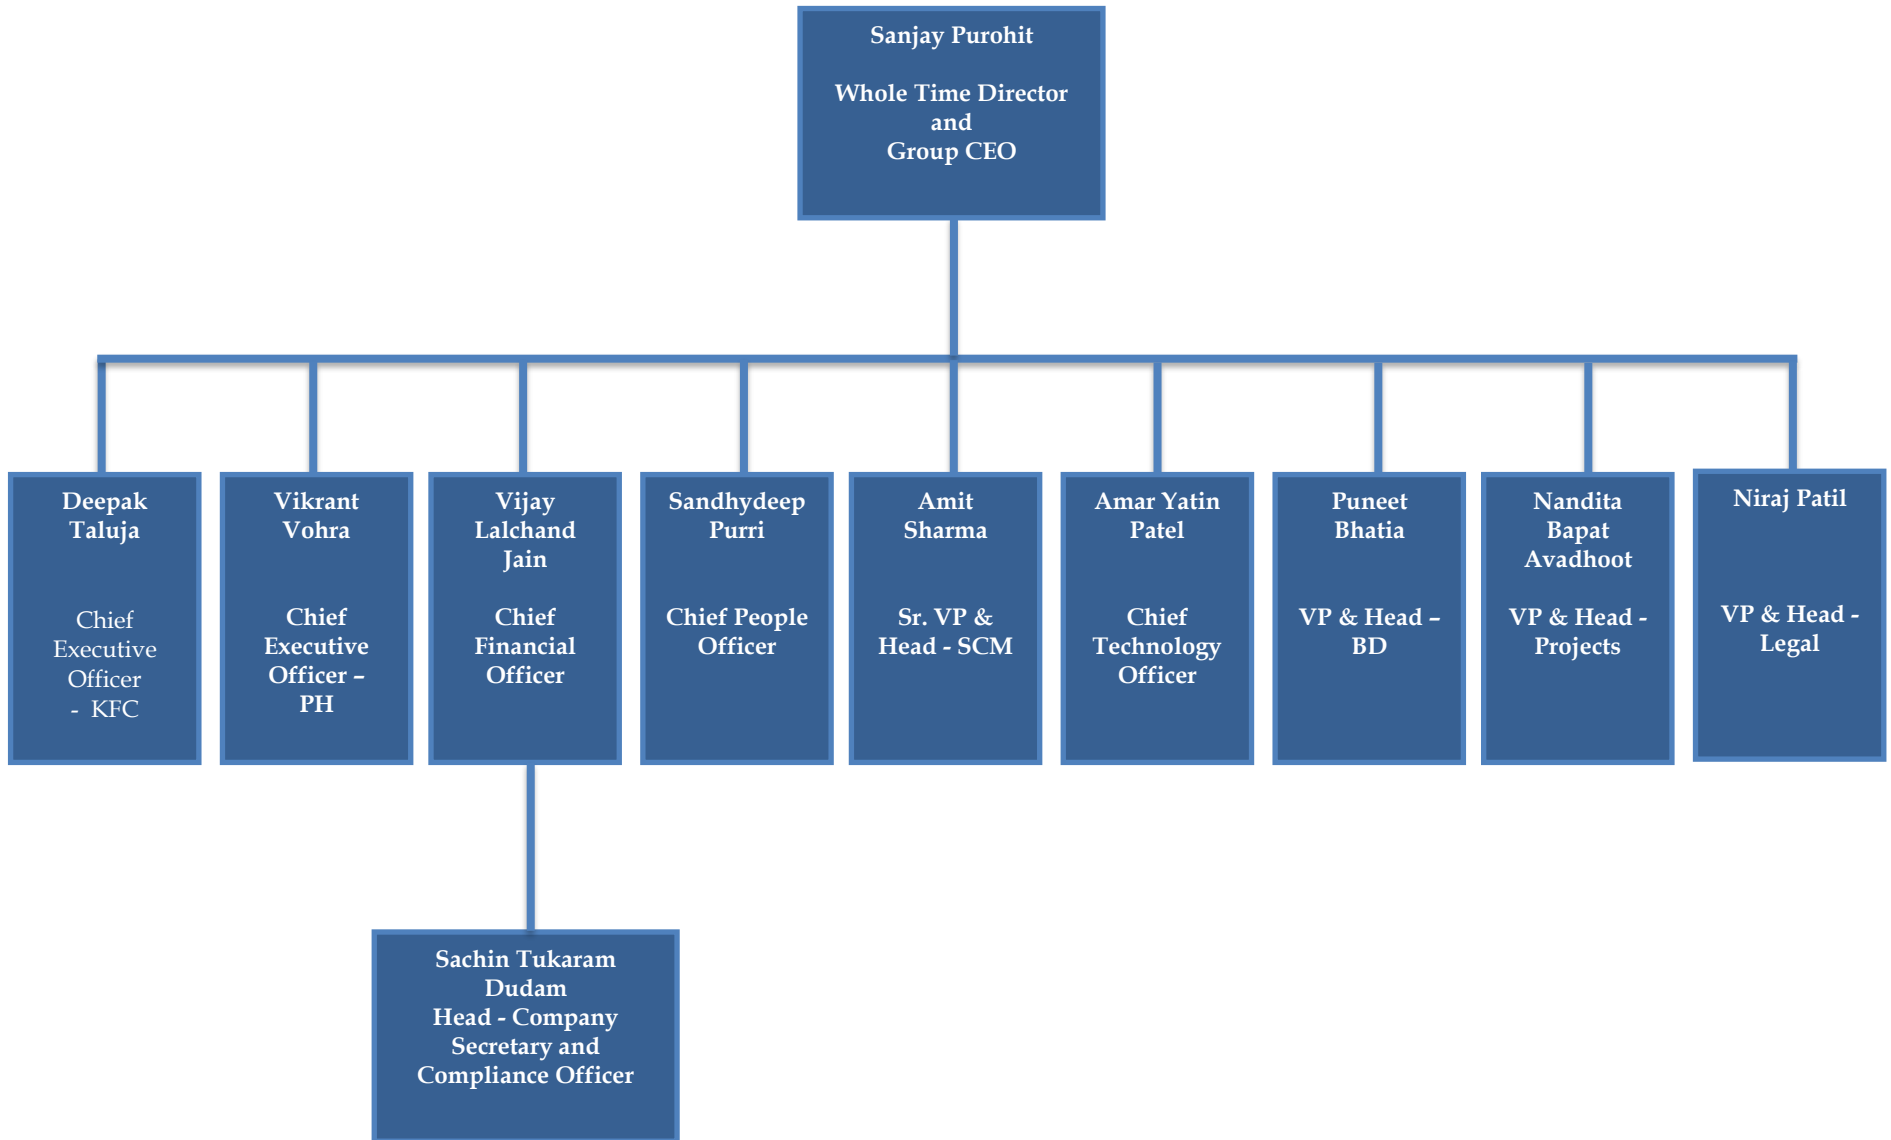 Sanjay Purohit
Whole Time Director
and
Group CEO
Deepak
Taluja
Chief
Executive
Officer
- KFC
Vikrant
Vohra
Chief
Executive
Officer –
PH
Vijay
Lalchand
Jain
Chief
Financial
Officer
Sandhydeep
Purri
Chief People
Officer
Amit
Sharma
Sr. VP &
Head - SCM
Amar Yatin
Patel
Chief
Technology
Officer
Puneet
Bhatia
VP & Head –
BD
Nandita
Bapat
Avadhoot
VP & Head -
Projects
Niraj Patil
VP & Head -
Legal
Sachin Tukaram
Dudam
Head - Company
Secretary and
Compliance Officer